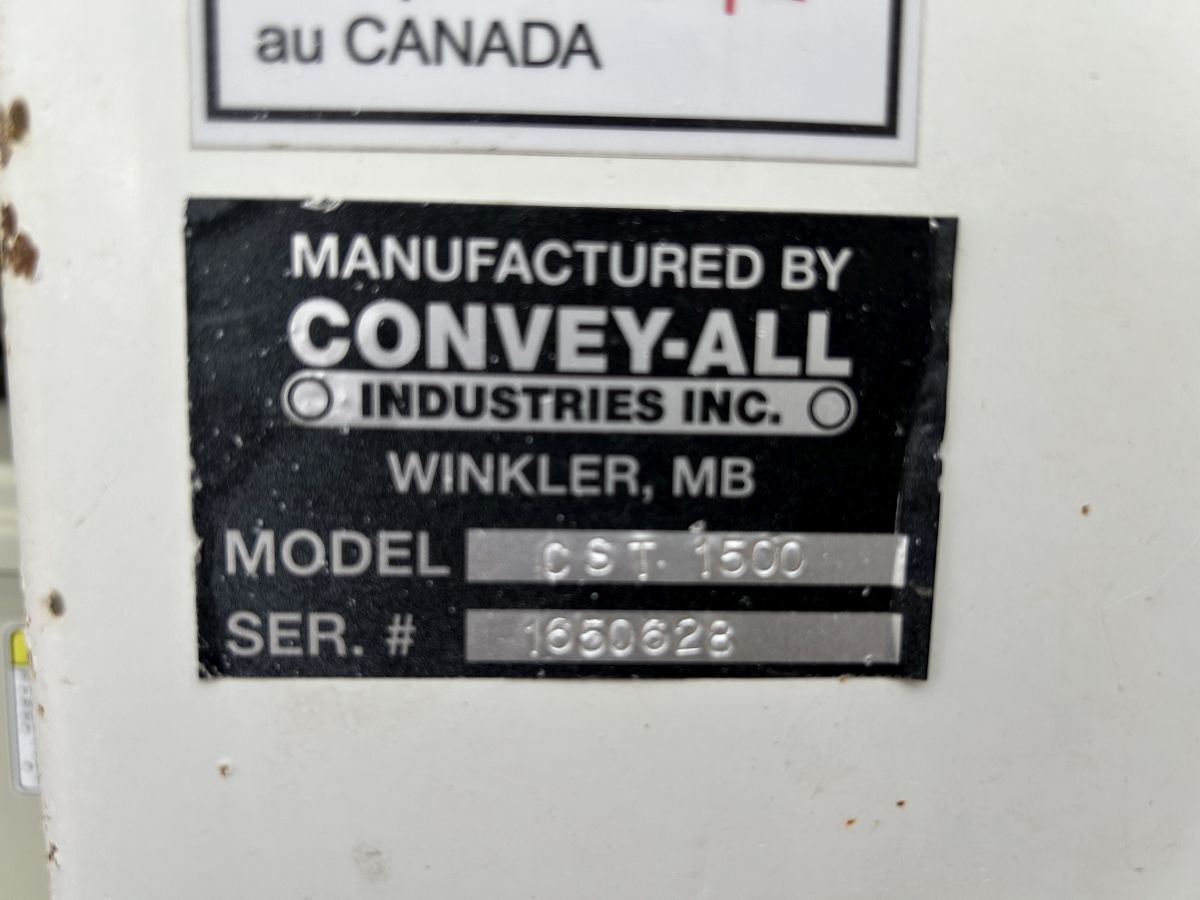 au CANADA
MANUFACTURED BY
CONVEY-ALL
INDUSTRIES INC.
WINKLER, MB
MODEL CST 1500
SER. # 1650628